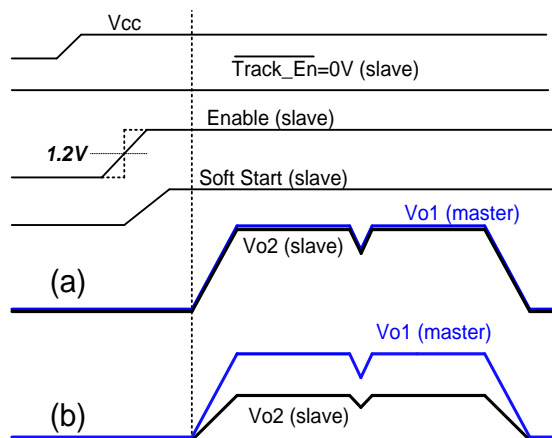 Vcc
Track_En=0V (slave)
Enable (slave)
1.2V
Soft Start (slave)
Vo1 (master)
Vo2 (slave)
(a)
Vo1 (master)
Vo2 (slave)
(b)